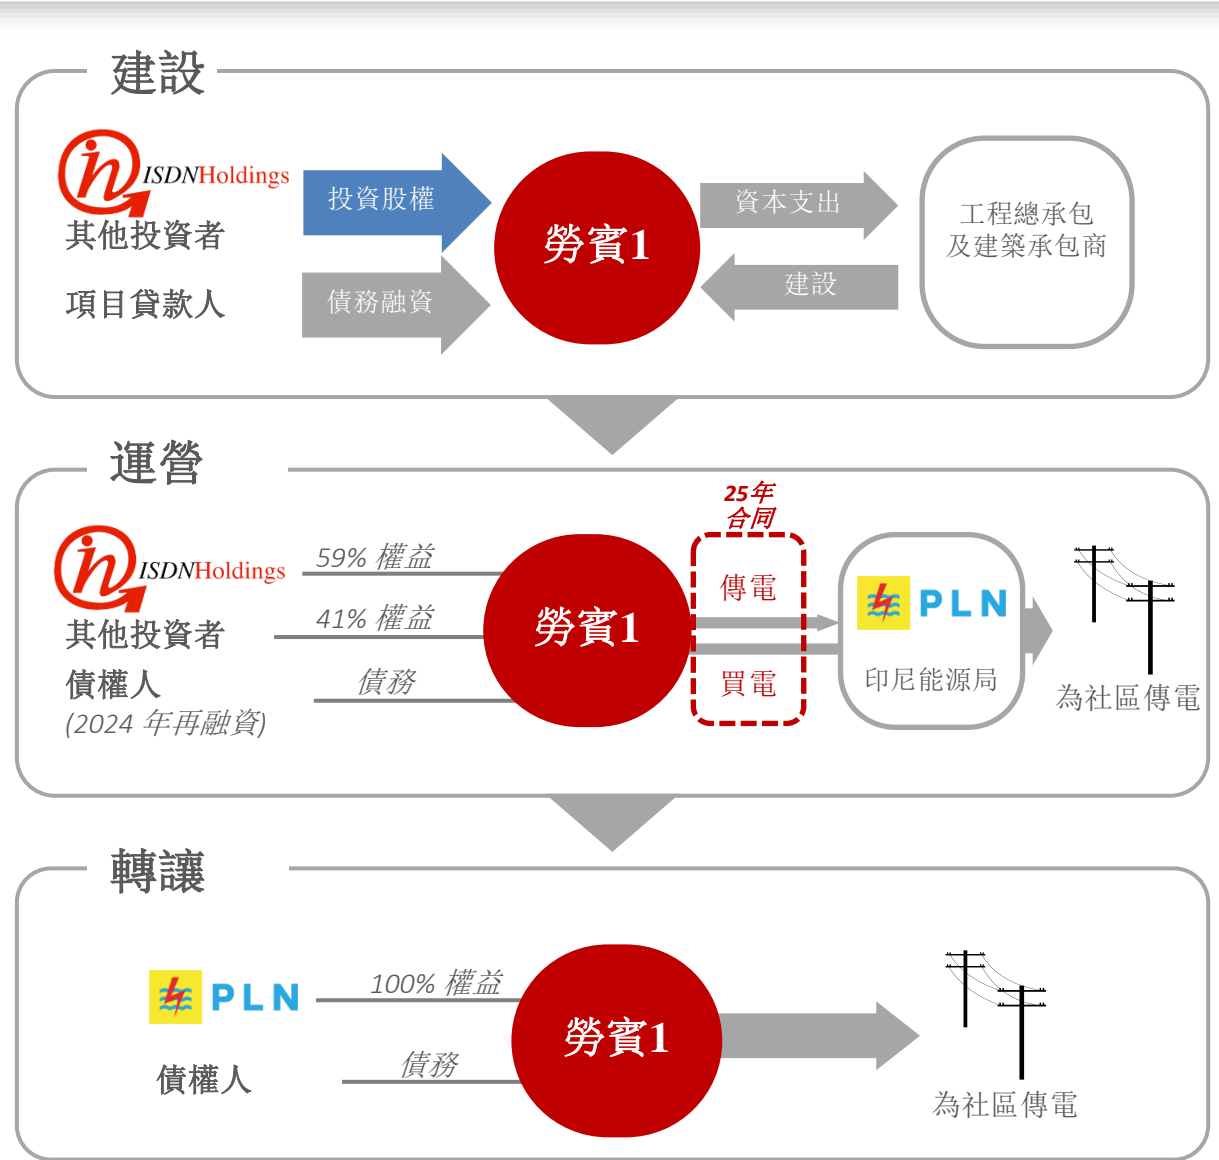 建設
ISDNHoldings
其他投資者
項目貸款人
投資股權
債務融資
勞賓1
資本支出
建設
工程總承包
及建築承包商
運營
ISDNHoldings
其他投資者
債權人
(2024 年再融資)
59% 權益
41% 權益
債務
勞賓1
25年
合同
傳電
買電
PLN
印尼能源局
為社區傳電
轉讓
PLN
債權人
100% 權益
債務
勞賓1
為社區傳電